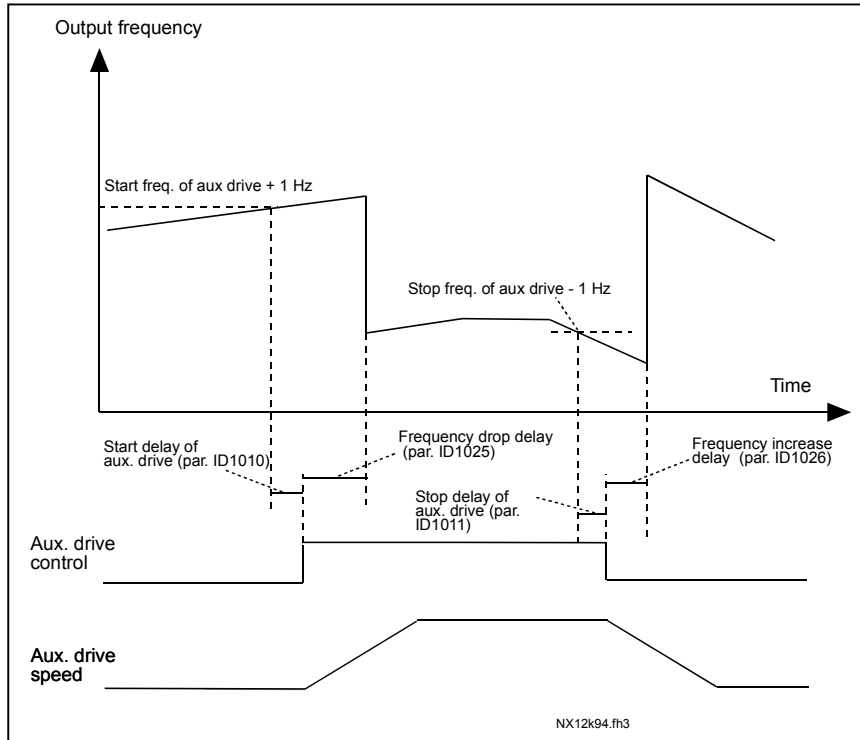 Output frequency
Start freq. of aux drive + 1 Hz
Stop freq. of aux drive - 1 Hz
Time
Start delay of
aux. drive (par. ID1010)
Frequency drop delay
(par. ID1025)
Stop delay of
aux. drive (par.
ID1011)
Frequency increase
delay (par. ID1026)
Aux. drive
control
Aux. drive
speed
NX12k94.fh3